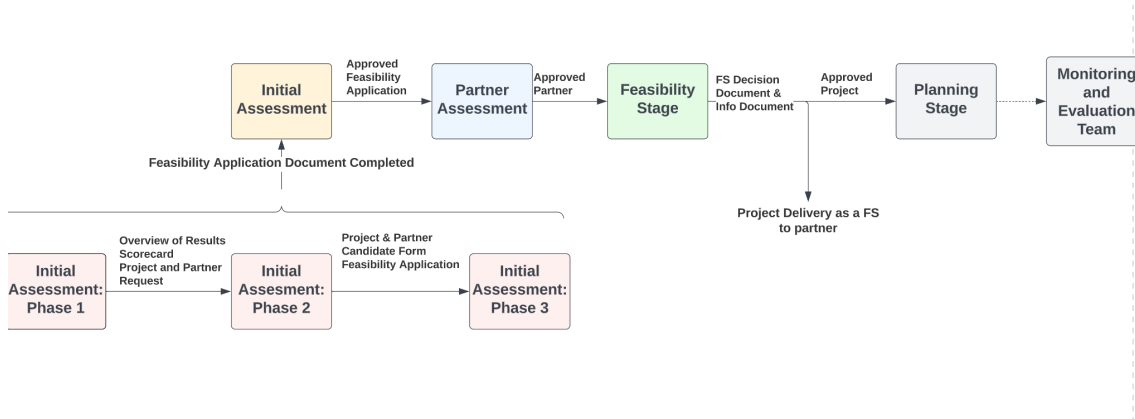 Initial
Assessment
Approved
Feasibility
Application
Partner
Assessment
Approved
Partner
Feasibility
Stage
FS Decision
Document &
Info Document
Approved
Project
Planning
Stage
Monitoring
and
Evaluation
Team
Feasibility Application Document Completed
Project Delivery as a FS
to partner
Initial
Assessment:
Phase 1
Overview of Results
Scorecard
Project and Partner
Request
Initial
Assesment:
Phase 2
Project & Partner
Candidate Form
Feasibility Application
Initial
Assessment:
Phase 3